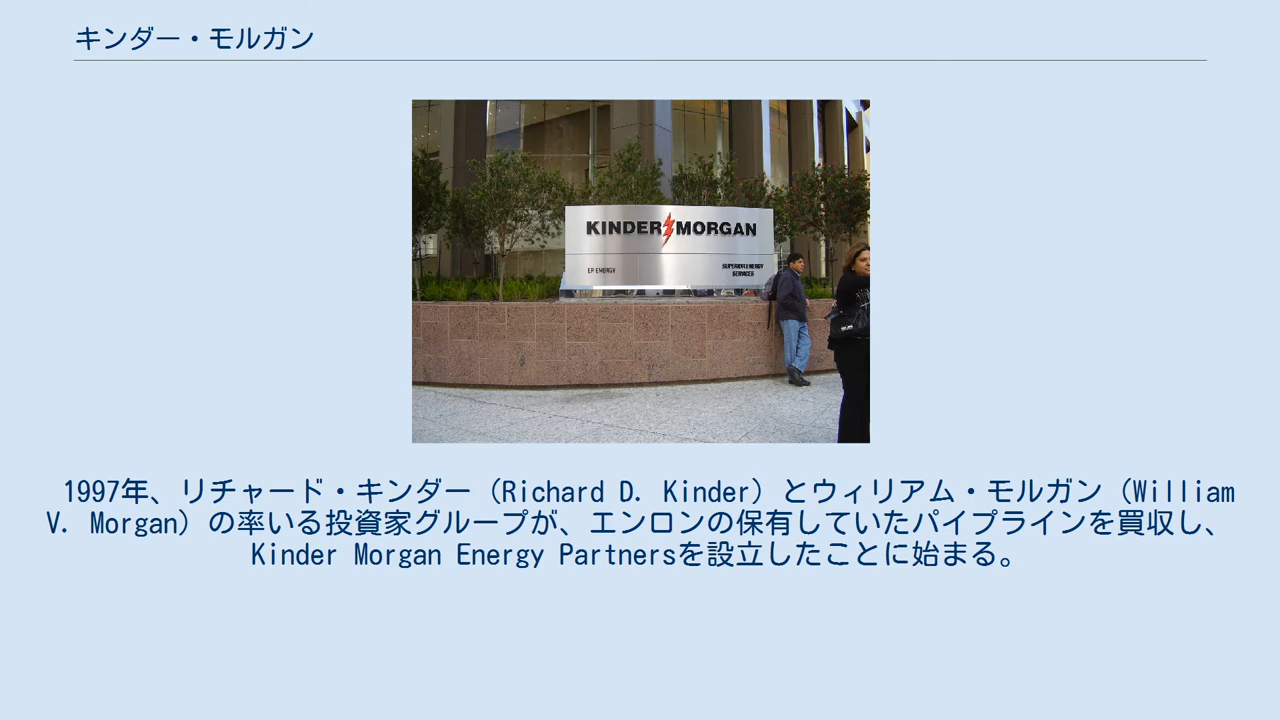 キンダー・モルガン
KINDER MORGAN
EP ENERGY
SUPERIOR ENERGY
SERVICES
1997年、リチャード・キンダー（Richard D. Kinder）とウィリアム・モルガン（William
V. Morgan）の率いる投資家グループが、エンロンの保有していたパイプラインを買収し、
Kinder Morgan Energy Partnersを設立したことに始まる。